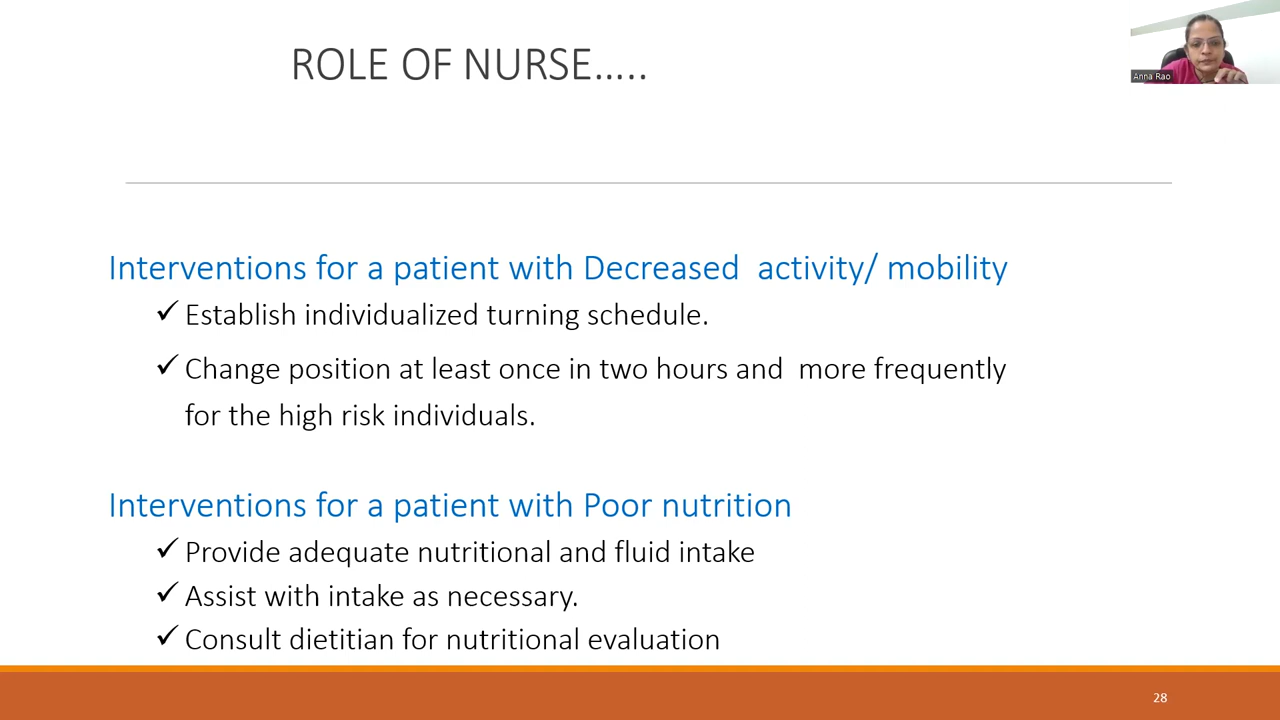 ROLE OF NURSE…..
Anna Rao
Interventions for a patient with Decreased  activity/ mobility
✓ Establish individualized turning schedule.
✓ Change position at least once in two hours and  more frequently
for the high risk individuals.
Interventions for a patient with Poor nutrition
✓ Provide adequate nutritional and fluid intake
✓ Assist with intake as necessary.
✓ Consult dietitian for nutritional evaluation
28